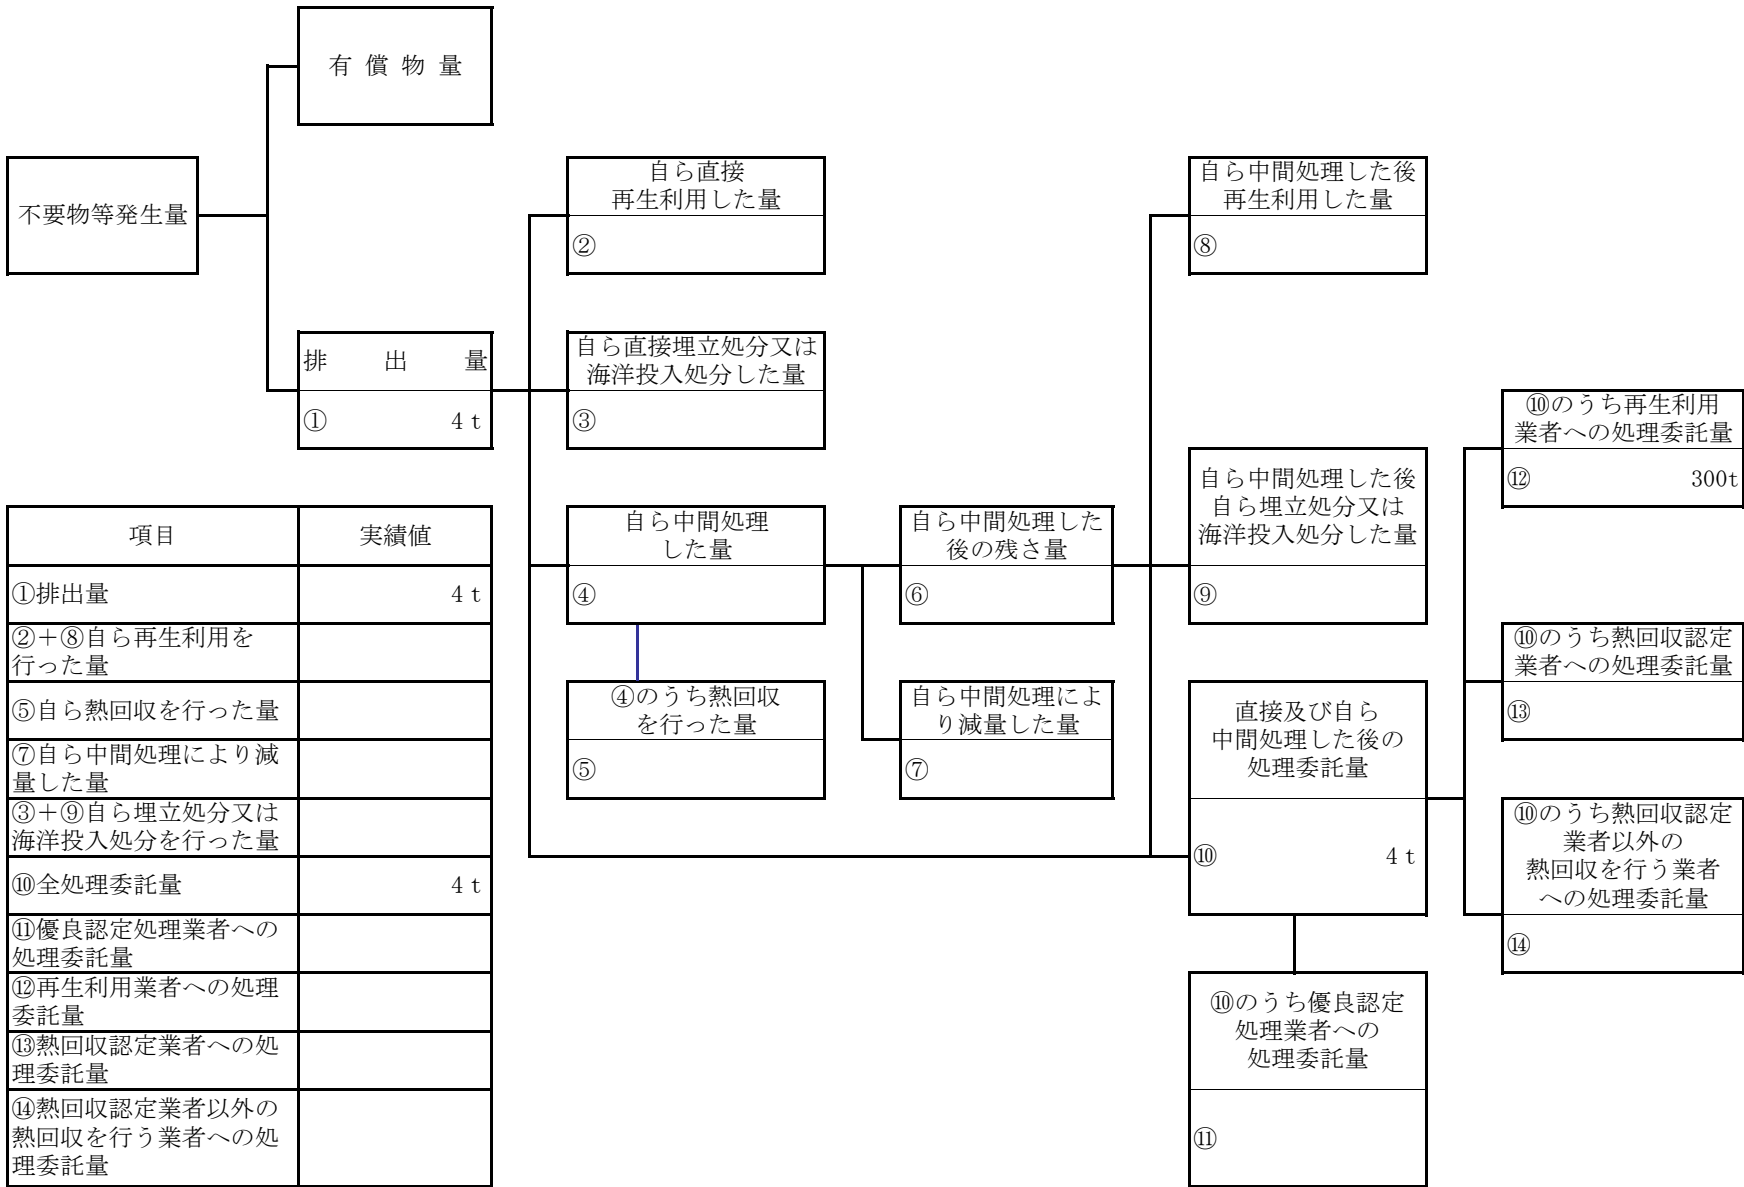 有償物量
不要物等発生量
自ら直接
再生利用した量
②
自ら中間処理した後
再生利用した量
⑧
排出量
① 4ｔ
自ら直接埋立処分又は
海洋投入処分した量
③
⑩のうち再生利用
業者への処理委託量
⑫ 300t
自ら中間処理した後
自ら埋立処分又は
海洋投入処分した量
⑨
自ら中間処理
した量
④
自ら中間処理した
後の残さ量
⑥
⑩のうち熱回収認定
業者への処理委託量
⑬
④のうち熱回収
を行った量
⑤
自ら中間処理によ
り減量した量
⑦
直接及び自ら
中間処理した後の
処理委託量
⑩ 4ｔ
⑩のうち熱回収認定
業者以外の
熱回収を行う業者
への処理委託量
⑭
⑩のうち優良認定
処理業者への
処理委託量
⑪
項目 実績値
①排出量 4ｔ
②＋⑧自ら再生利用を
行った量
⑤自ら熱回収を行った量
⑦自ら中間処理により減
量した量
③＋⑨自ら埋立処分又は
海洋投入処分を行った量
⑩全処理委託量 4ｔ
⑪優良認定処理業者への
処理委託量
⑫再生利用業者への処理
委託量
⑬熱回収認定業者への処
理委託量
⑭熱回収認定業者以外の
熱回収を行う業者への処
理委託量